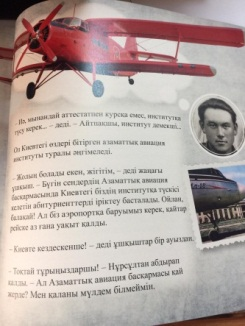 – Ия, мынандай аттестатпен курсқа емес, институтқа
түсу керек... – деді. – Айтпақшы, институт демекші...
Ол Киевтегі өздері бітірген азаматтық авиация
институты туралы әңгімеледі.
– Жолың болады екен, жігітім, – деді жаңағы
ұшқыш. – Бүгін сендердің Азаматтық авиация
басқармасында Киевтегі біздің институтқа түскісі
келетін абитуриенттерді іріктеу басталады. Ойлан,
балақай! Ал біз аэропортқа баруымыз керек, қайтар
рейске аз ғана уақыт қалды.
– Киевте кездескенше! – деді ұшқыштар бір ауыздан.
– Тоқтай тұрыңыздаршы! – Нұрсұлтан абдырап
қалды. – Ал Азаматтық авиация басқармасы қай
жерде? Мен қаланы мүлдем білмеймін.